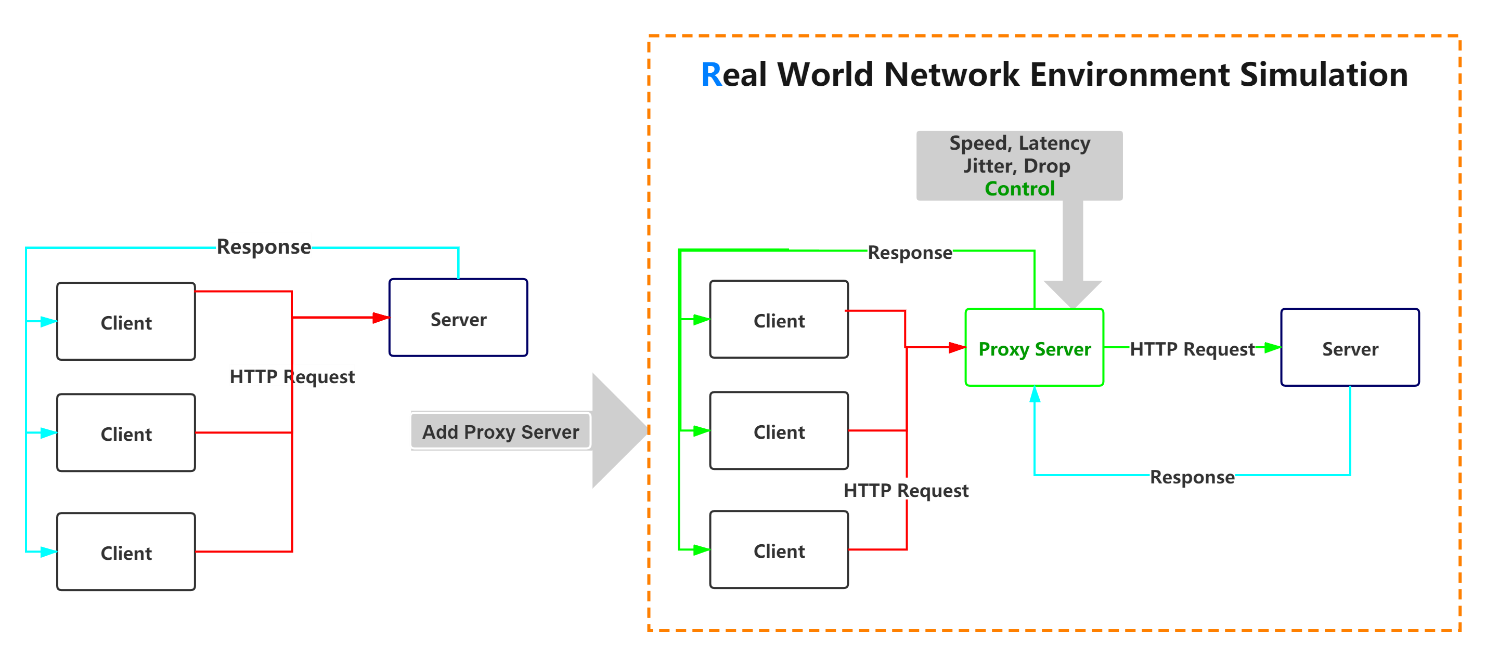 Real World Network Environment Simulation
Speed, Latency
Jitter, Drop
Control
Response
Client
Server
HTTP Request
Client
Client
Add Proxy Server
Response
Client
Proxy Server
HTTP Request
Server
Client
HTTP Request
Client
Response